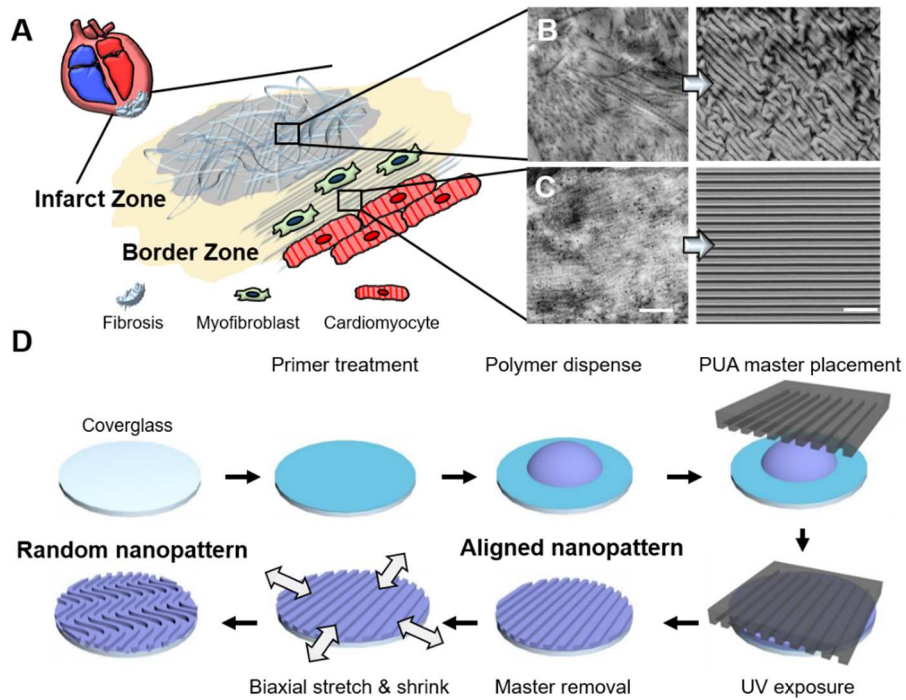 A
B
Infarct Zone
C
Border Zone
Fibrosis
Myofibroblast
Cardiomyocyte
D
Primer treatment
Polymer dispense
PUA master placement
Coverglass
Random nanopattern
Aligned nanopattern
Biaxial stretch & shrink
Master removal
UV exposure